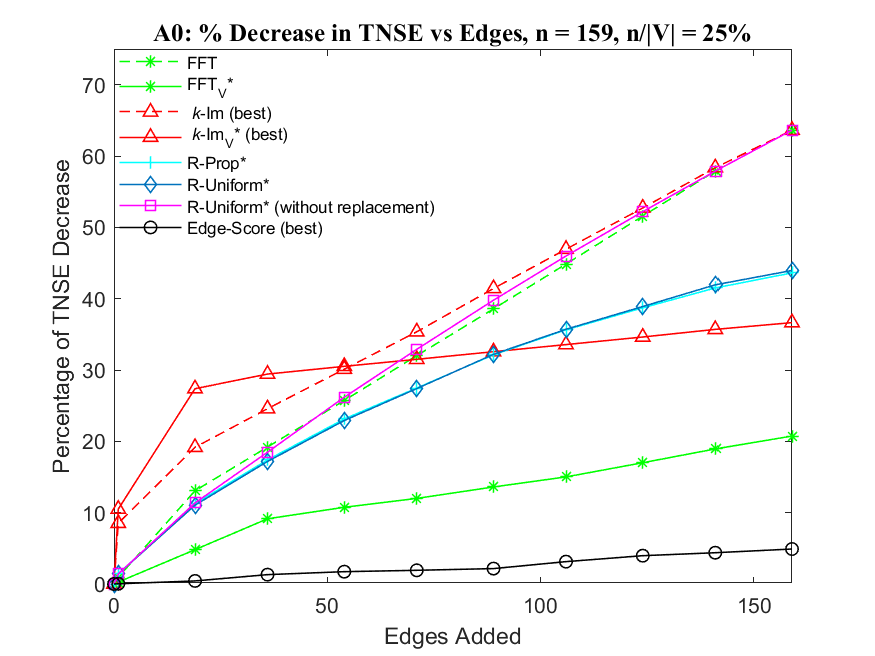 A0: % Decrease in TNSE vs Edges, n = 159, n/|V| = 25%
FFT
FFT_V*
k-Im (best)
k-Im_V* (best)
R-Prop*
R-Uniform*
R-Uniform* (without replacement)
Edge-Score (best)
Percentage of TNSE Decrease
70
60
50
40
30
20
10
0
0 50 100 150
Edges Added